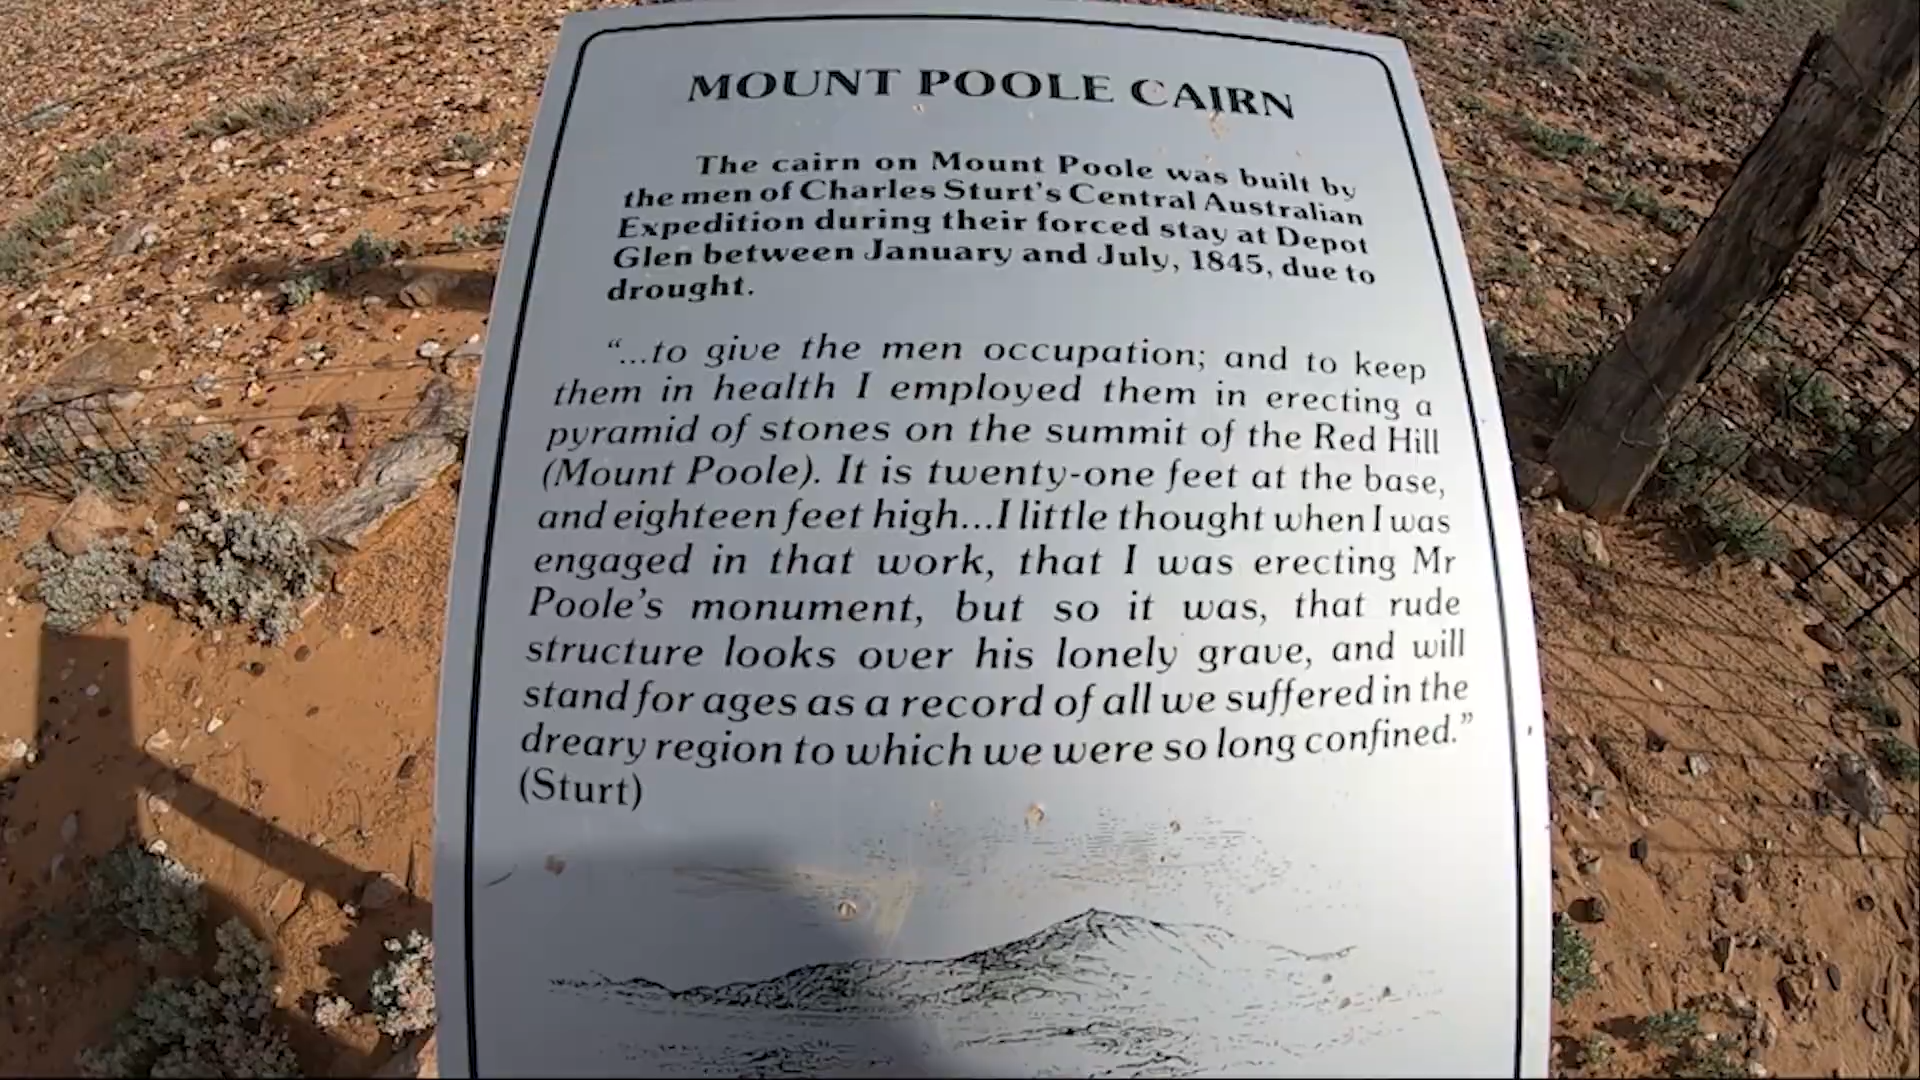 MOUNT POOLE CAIRN
The cairn on Mount Poole was built by
the men of Charles Sturt's Central Australian
Expedition during their forced stay at Depot
Glen between January and July, 1845, due to
drought.
"...to give the men occupation; and to keep
them in health I employed them in erecting a
pyramid of stones on the summit of the Red Hill
(Mount Poole). It is twenty-one feet at the base,
and eighteen feet high...I little thought when I was
engaged in that work, that I was erecting Mr
Poole's monument, but so it was, that rude
structure looks over his lonely grave, and will
stand for ages as a record of all we suffered in the
dreary region to which we were so long confined."
(Sturt)